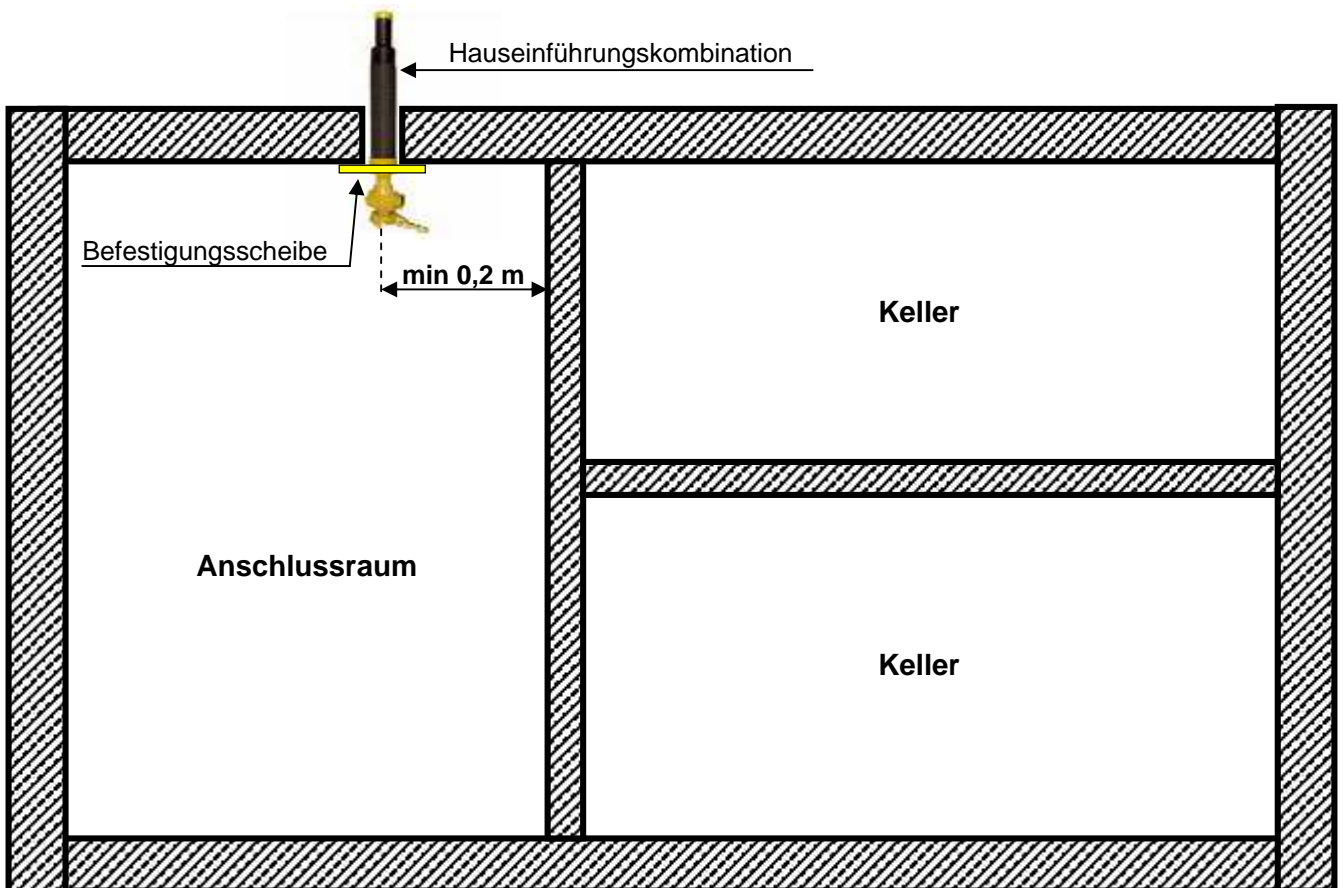 Hauseinführungskombination
Befestigungsscheibe
min 0,2 m
Keller
Anschlussraum
Keller